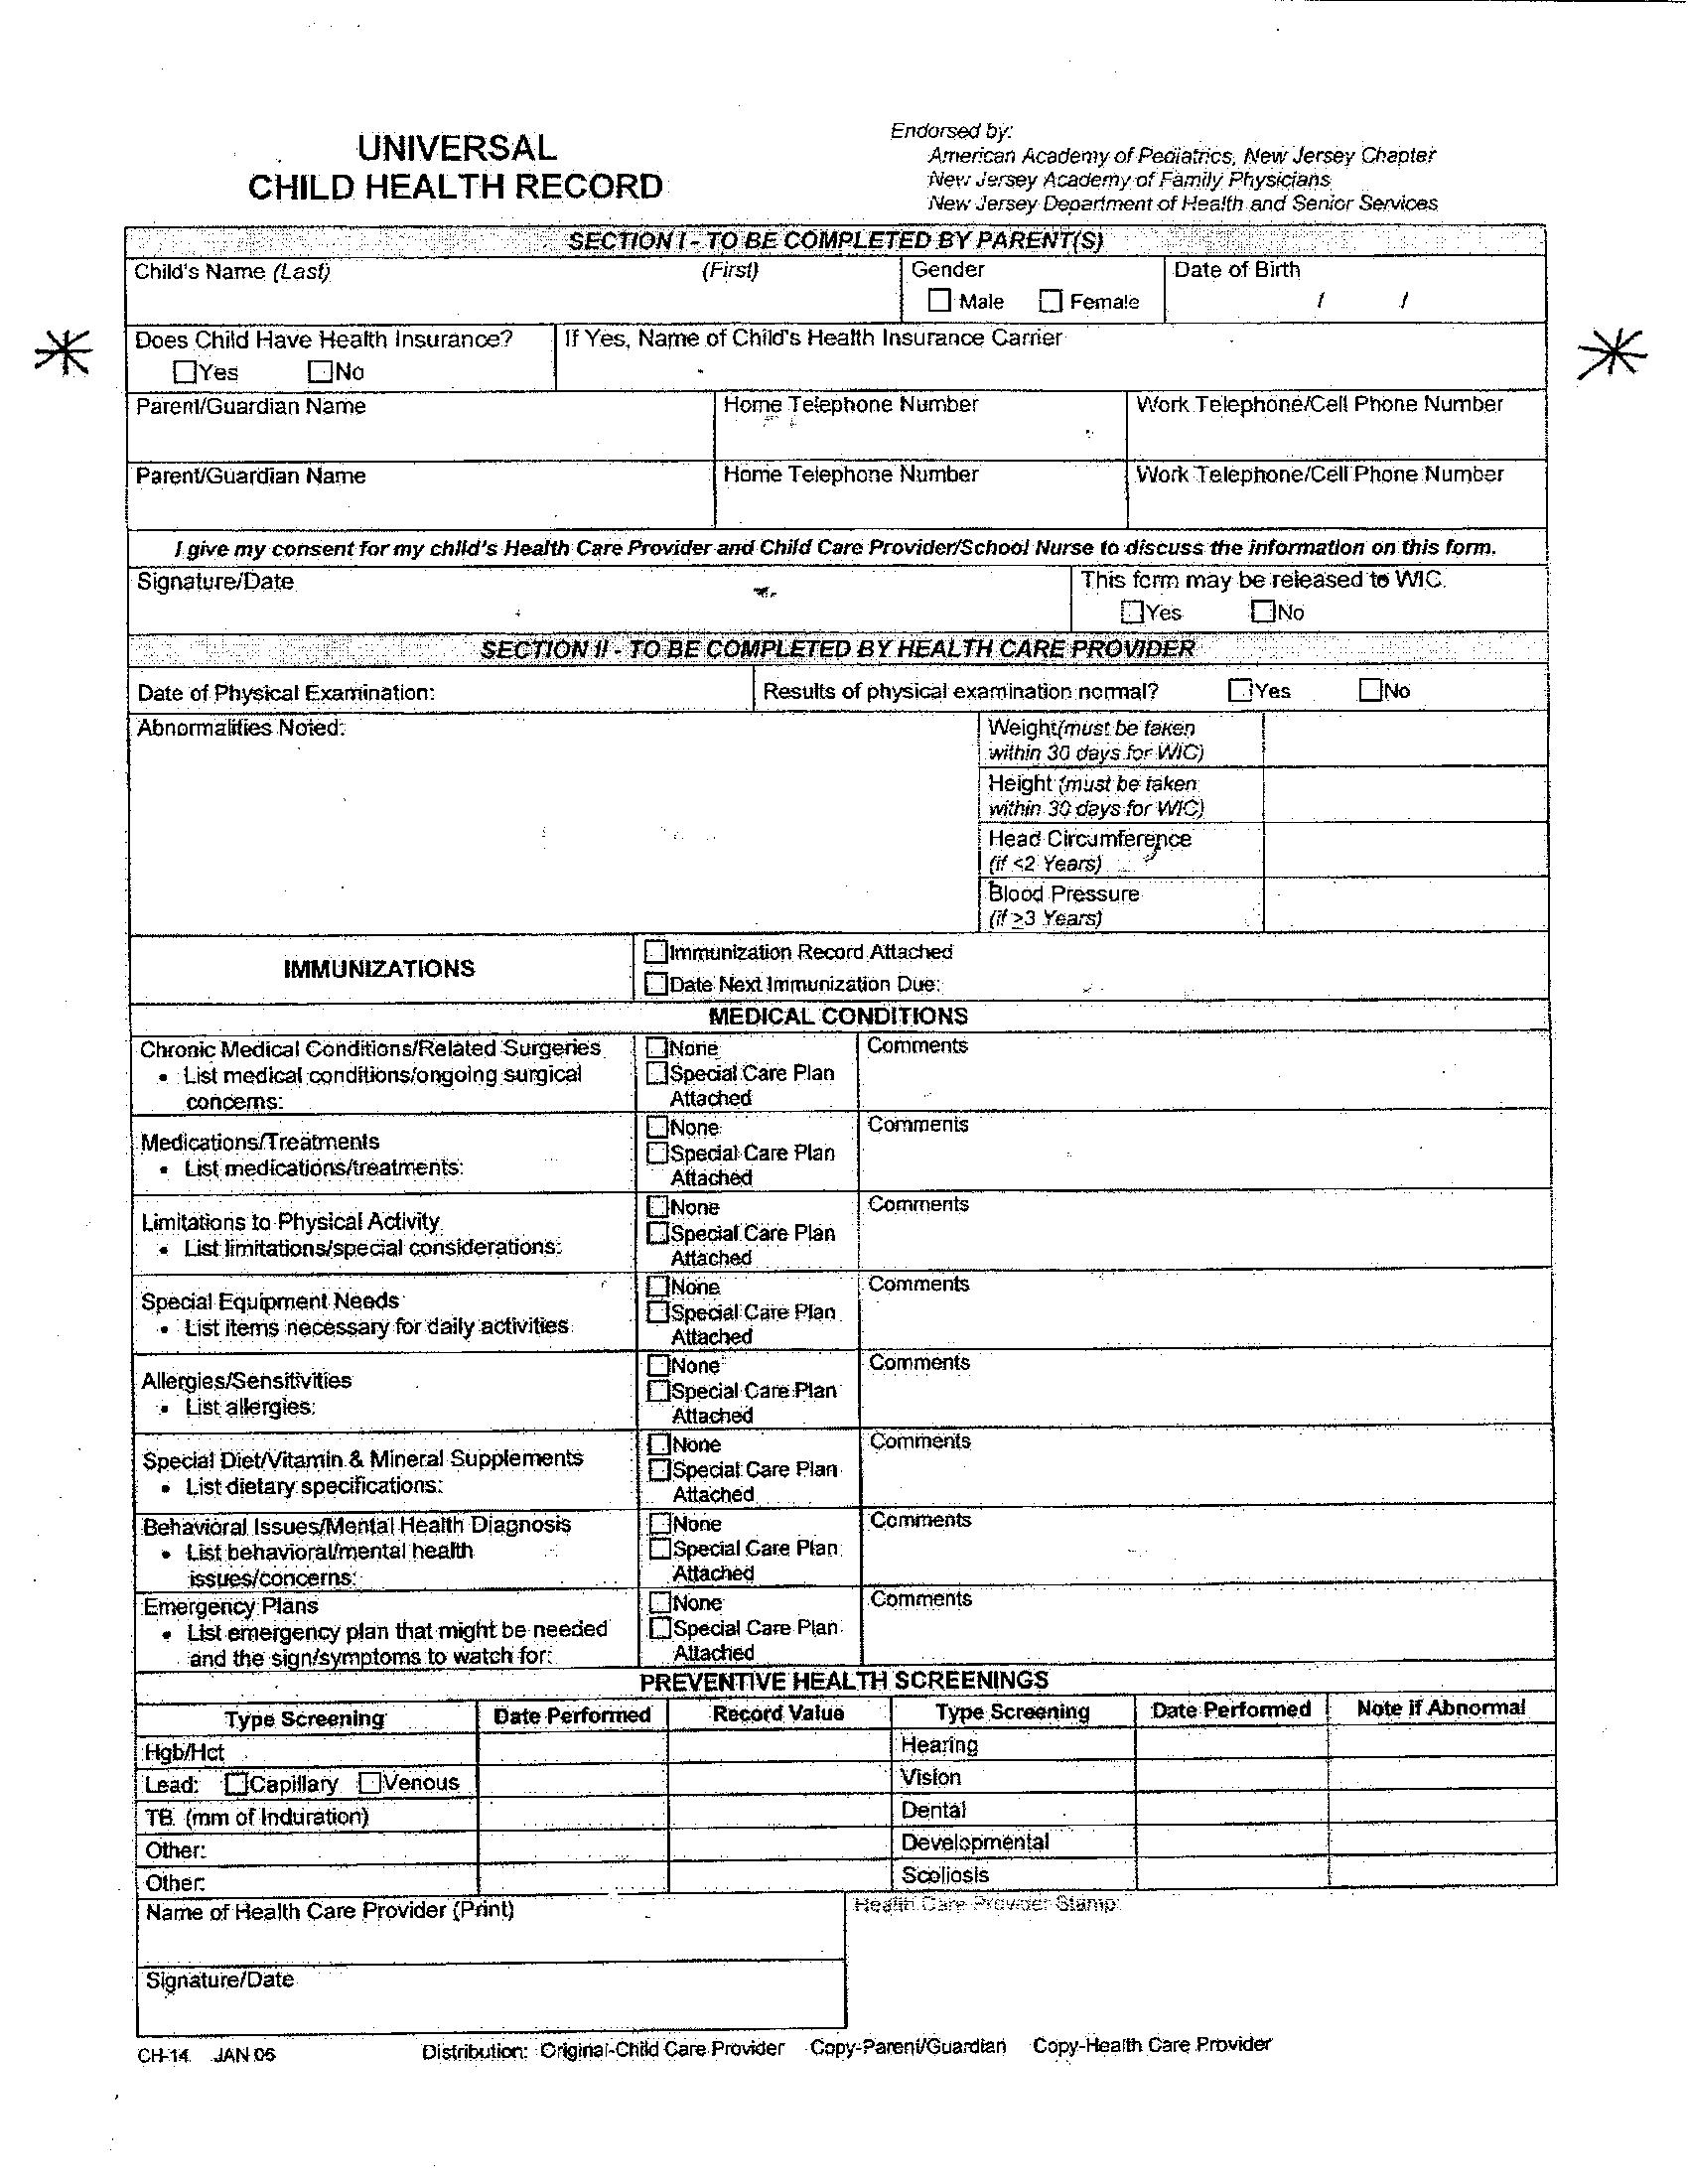 UNIVERSAL
CHILD HEALTH RECORD
Endorsed by:
American Academy of Pediatrics, New Jersey Chapter
New Jersey Academy of Family Physicians
New Jersey Department of Health and Senior Services
SECTION I - TO BE COMPLETED BY PARENT(S)
Child's Name (Last) (First) Gender Date of Birth
Male Female / /
Does Child Have Health Insurance? If Yes, Name of Child's Health Insurance Carrier
Yes No
Parent/Guardian Name Home Telephone Number Work Telephone/Cell Phone Number
Parent/Guardian Name Home Telephone Number Work Telephone/Cell Phone Number
I give my consent for my child's Health Care Provider and Child Care Provider/School Nurse to discuss the information on this form.
Signature/Date This form may be released to WIC.
Yes No
SECTION II - TO BE COMPLETED BY HEALTH CARE PROVIDER
Date of Physical Examination: Results of physical examination normal? Yes No
Abnormalities Noted:
Weight (must be taken
within 30 days for WIC)
Height (must be taken
within 30 days for WIC)
Head Circumference
(if <2 Years)
Blood Pressure
(if ≥3 Years)
IMMUNIZATIONS
Immunization Record Attached
Date Next Immunization Due:
MEDICAL CONDITIONS
Chronic Medical Conditions/Related Surgeries
• List medical conditions/ongoing surgical
concerns:
None
Special Care Plan
Attached
Comments
Medications/Treatments
• List medications/treatments:
None
Special Care Plan
Attached
Comments
Limitations to Physical Activity
• List limitations/special considerations:
None
Special Care Plan
Attached
Comments
Special Equipment Needs
• List items necessary for daily activities
None
Special Care Plan
Attached
Comments
Allergies/Sensitivities
• List allergies:
None
Special Care Plan
Attached
Comments
Special Diet/Vitamin & Mineral Supplements
• List dietary specifications:
None
Special Care Plan
Attached
Comments
Behavioral Issues/Mental Health Diagnosis
• List behavioral/mental health
issues/concerns:
None
Special Care Plan
Attached
Comments
Emergency Plans
• List emergency plan that might be needed
and the sign/symptoms to watch for:
None
Special Care Plan
Attached
Comments
PREVENTIVE HEALTH SCREENINGS
Type Screening Date Performed Record Value Type Screening Date Performed Note if Abnormal
Hgb/Hct Hearing
Lead: Capillary Venous Vision
TB (mm of Induration) Dental
Other: Developmental
Other: Scoliosis
Name of Health Care Provider (Print) Health Care Provider Stamp:
Signature/Date
CH-14 JAN 06 Distribution: Original-Child Care Provider Copy-Parent/Guardian Copy-Health Care Provider